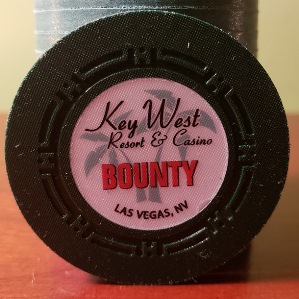 Key West
Resort & Casino
BOUNTY
LAS VEGAS, NV